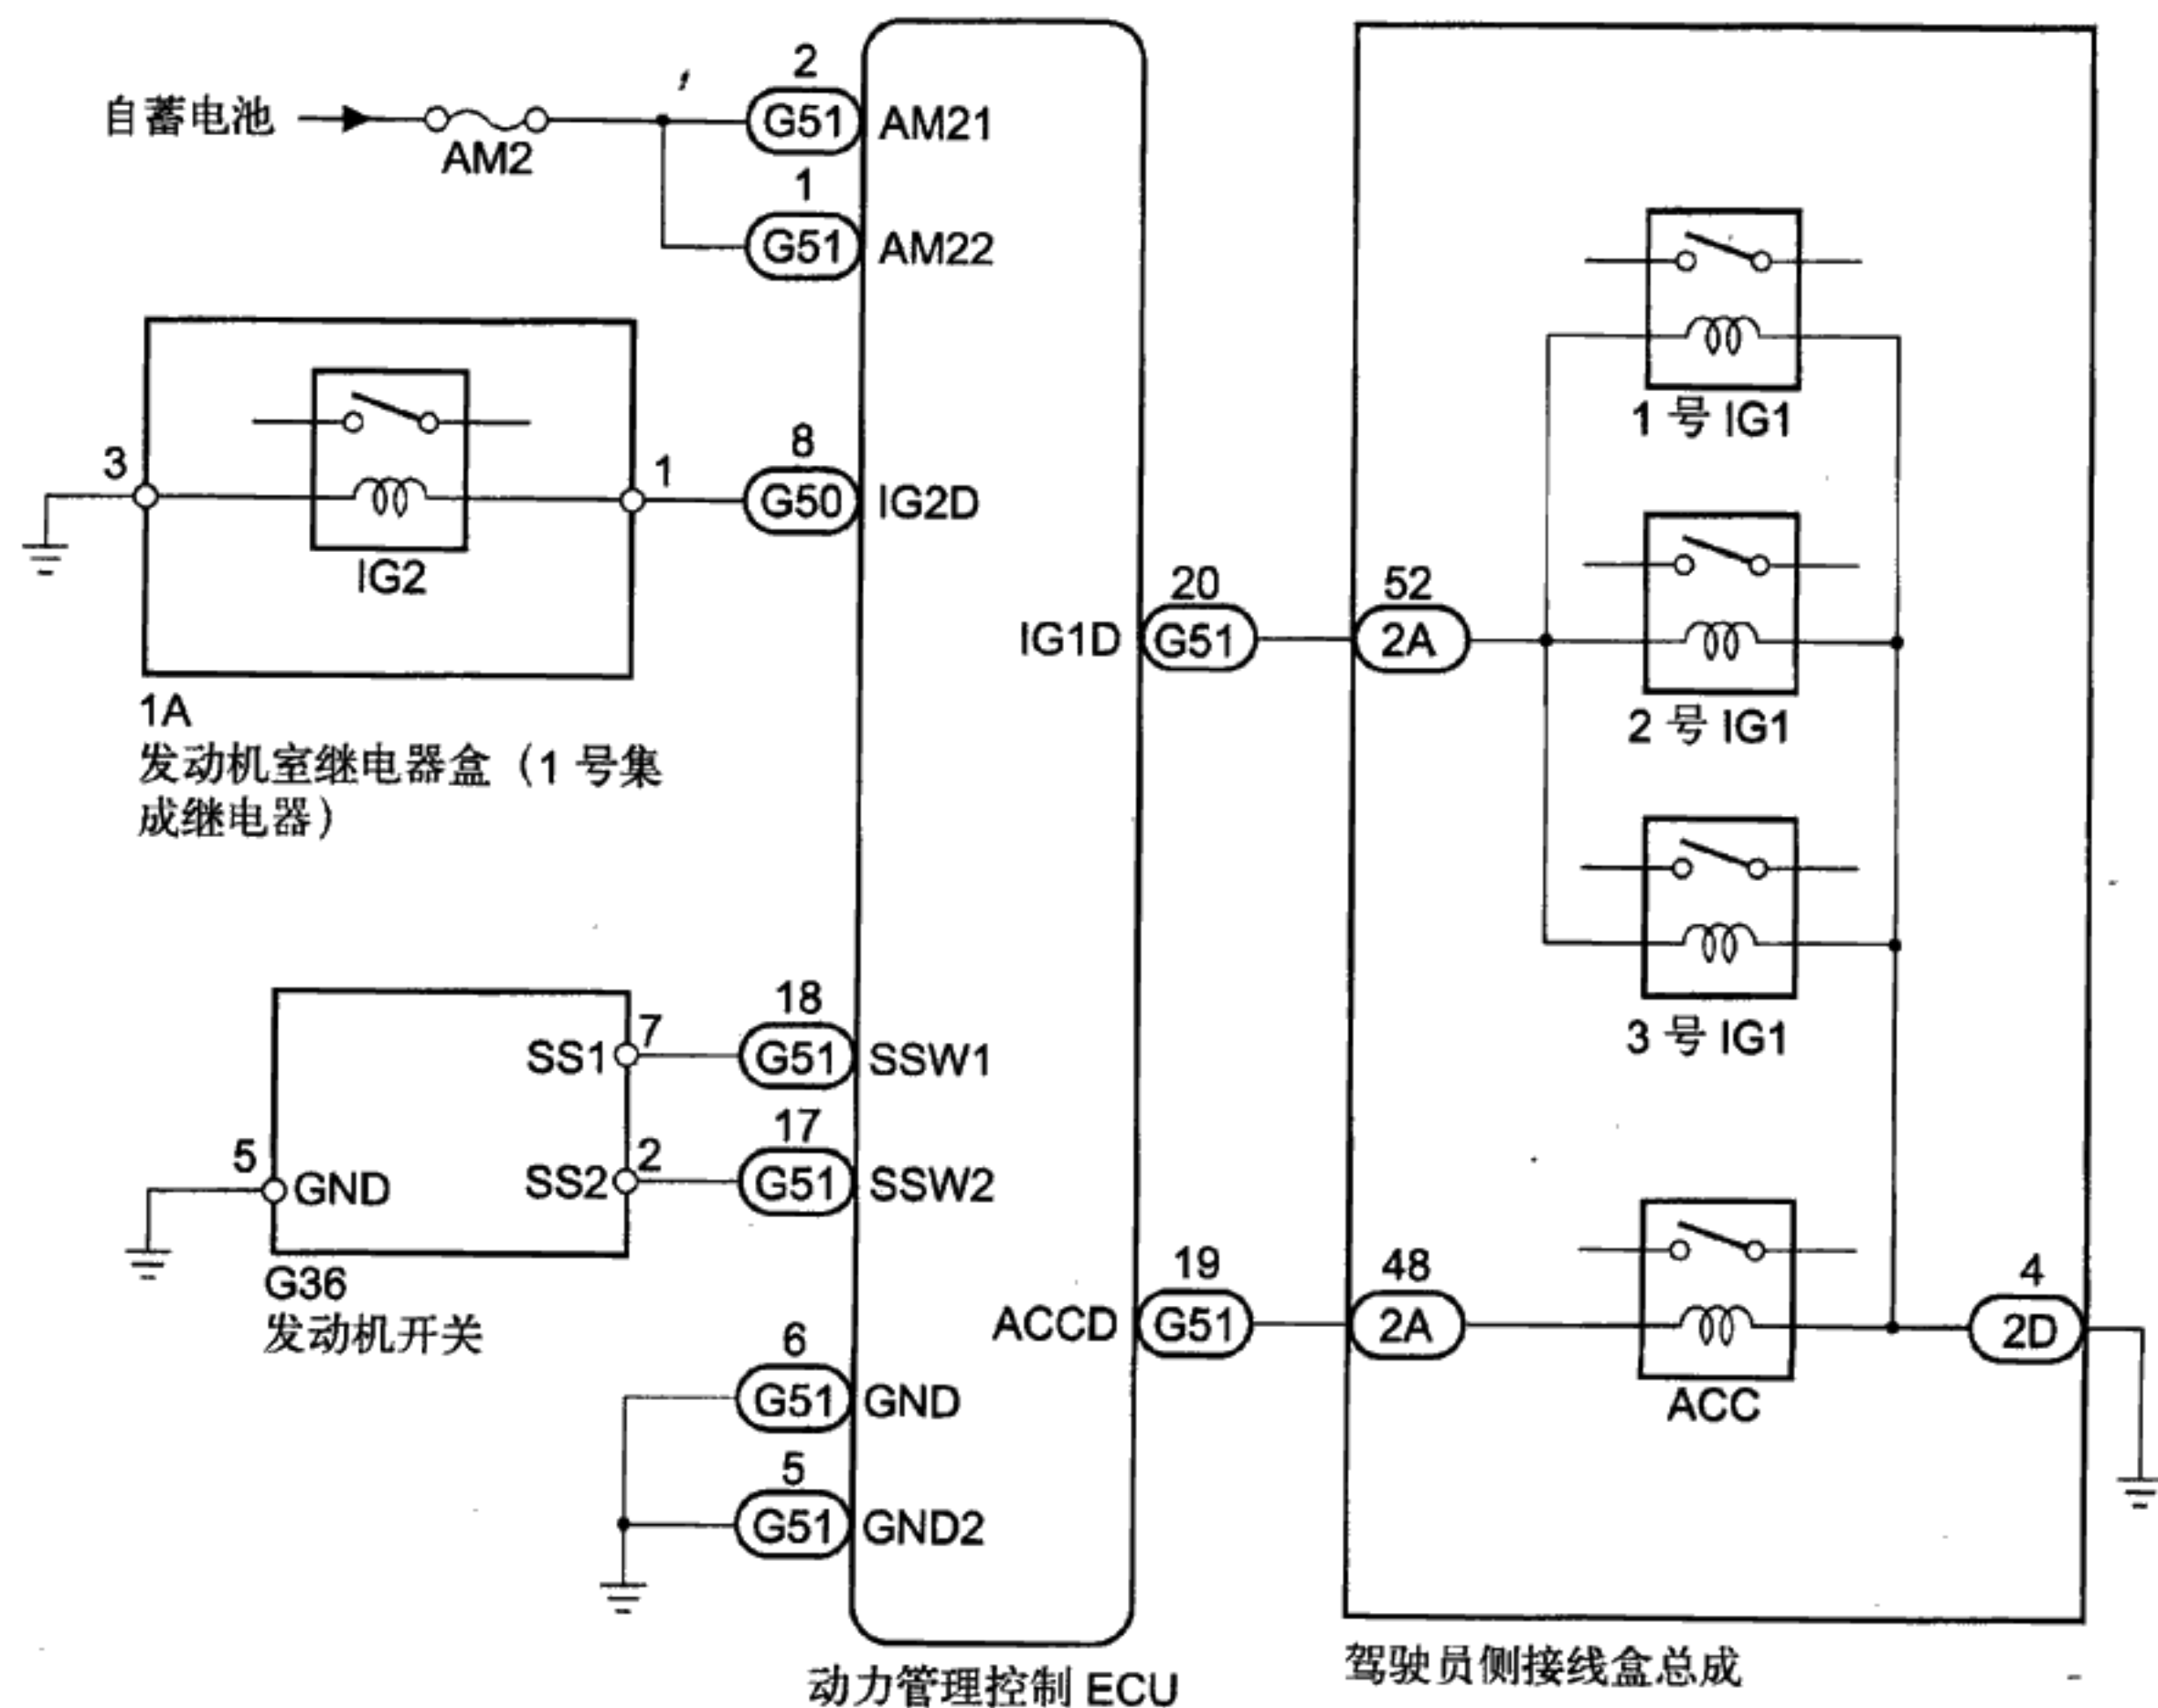 2
自蓄电池
AM2
G51 AM21
1
G51 AM22
3
1
8
G50 IG2D
IG2
1A
发动机室继电器盒（1 号集
成继电器）
18
SS1 7
G51 SSW1
17
SS2 2
G51 SSW2
5
GND
G36
发动机开关
6
G51 GND
5
G51 GND2
20
IG1D G51
19
ACCD G51
动力管理控制 ECU
52
2A
1 号 IG1
2 号 IG1
3 号 IG1
48
2A
ACC
4
2D
驾驶员侧接线盒总成